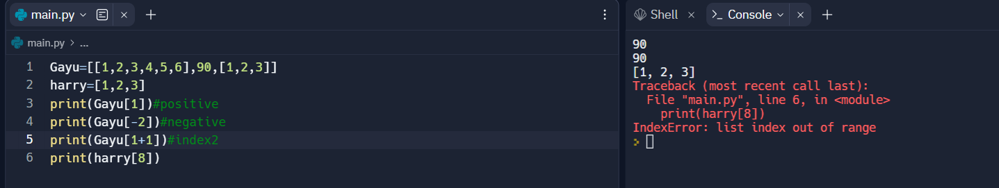 main.py
main.py > ...
1 Gayu=[[1,2,3,4,5,6],90,[1,2,3]]
2 harry=[1,2,3]
3 print(Gayu[1])#positive
4 print(Gayu[-2])#negative
5 print(Gayu[1+1])#index2
6 print(harry[8])
Shell
Console
90
90
[1, 2, 3]
Traceback (most recent call last):
  File "main.py", line 6, in <module>
    print(harry[8])
IndexError: list index out of range